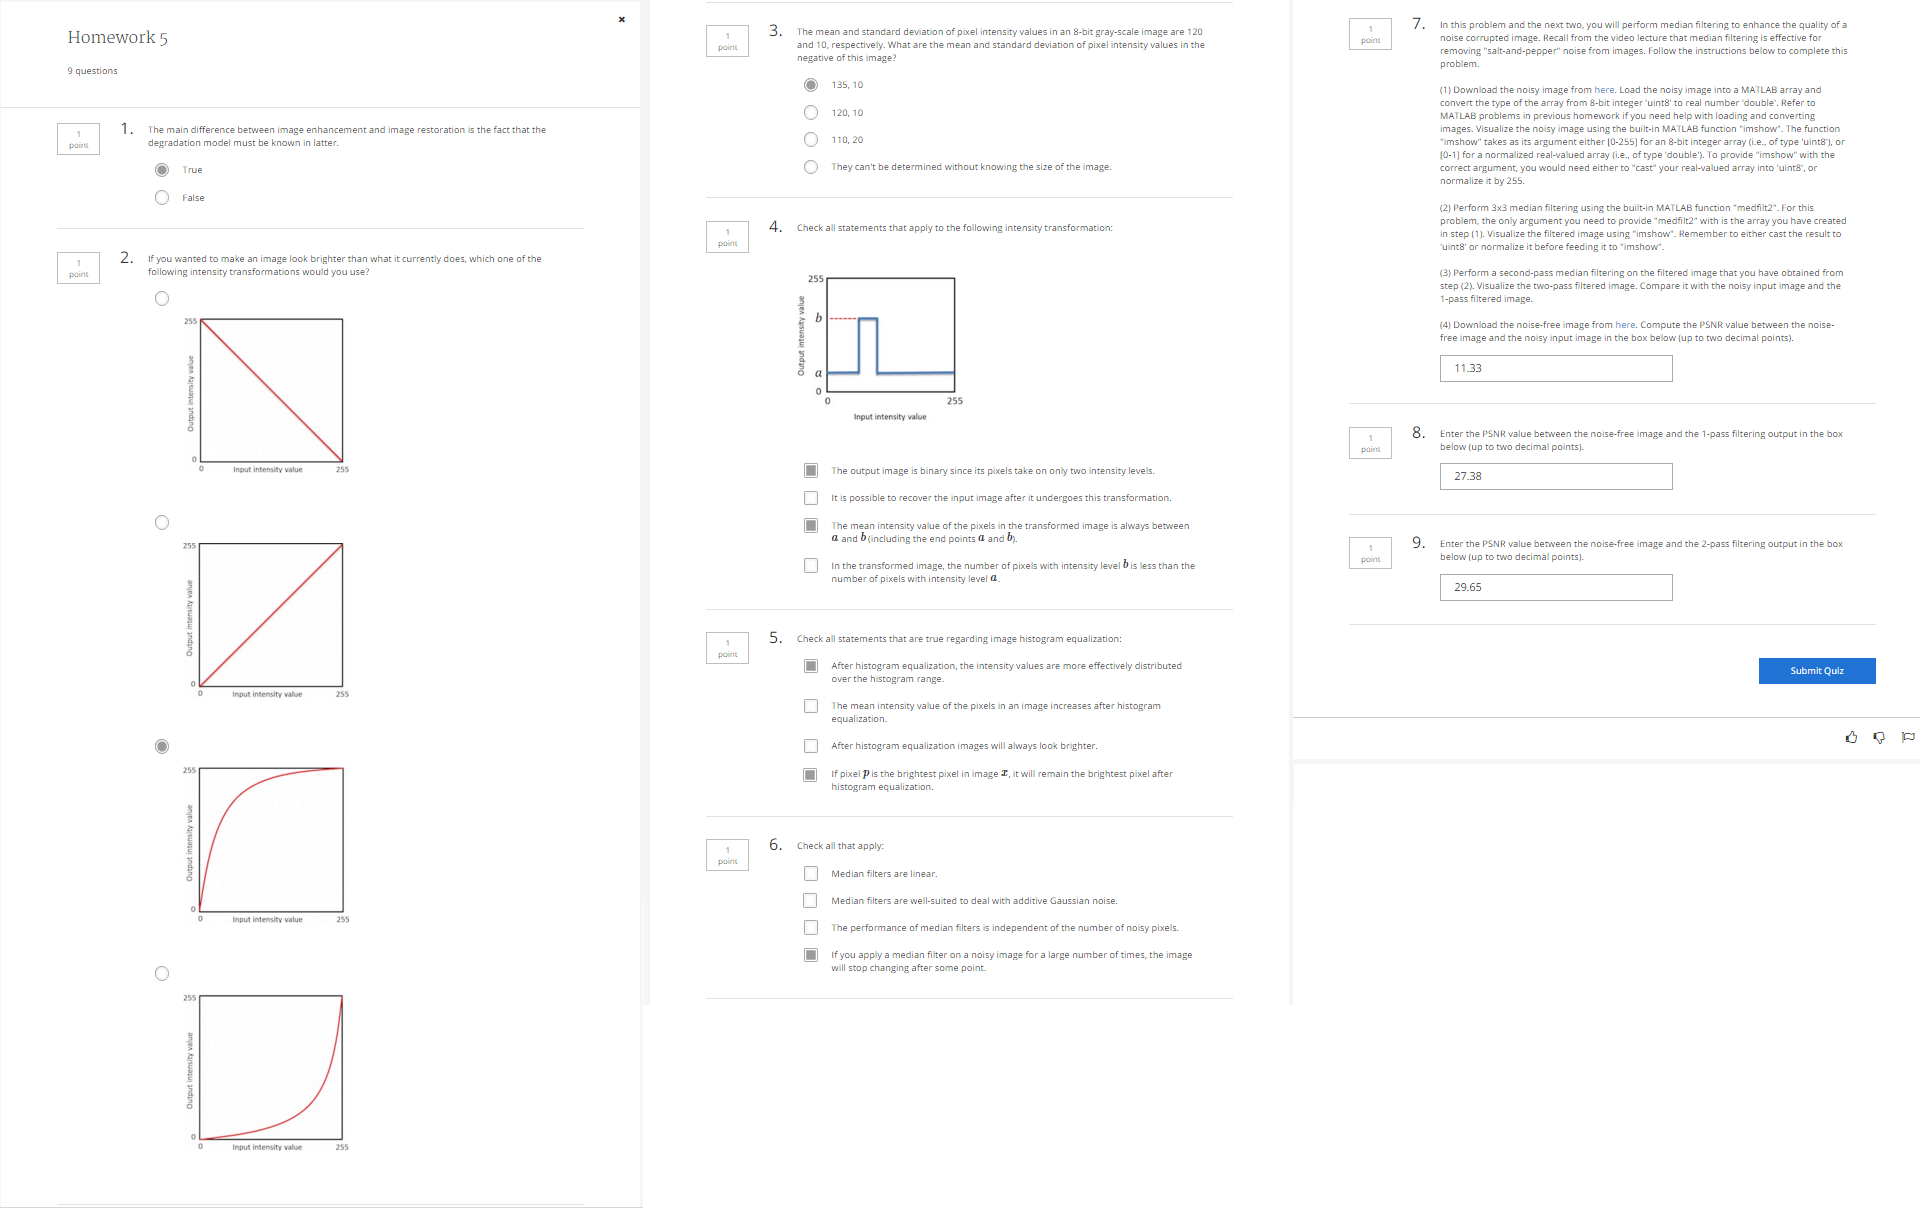 Homework 5
9 questions
1
point
1.
The main difference between image enhancement and image restoration is the fact that the
degradation model must be known in latter.
True
False
1
point
2.
If you wanted to make an image look brighter than what it currently does, which one of the
following intensity transformations would you use?
255
Output intensity value
0
0
Input intensity value
255
255
Output intensity value
0
0
Input intensity value
255
255
Output intensity value
0
0
Input intensity value
255
255
Output intensity value
0
0
Input intensity value
255
1
point
3.
The mean and standard deviation of pixel intensity values in an 8-bit gray-scale image are 120
and 10, respectively. What are the mean and standard deviation of pixel intensity values in the
negative of this image?
135, 10
120, 10
110, 20
They can't be determined without knowing the size of the image.
1
point
4.
Check all statements that apply to the following intensity transformation:
255
b
Output intensity value
a
0
0
255
Input intensity value
The output image is binary since its pixels take on only two intensity levels.
It is possible to recover the input image after it undergoes this transformation.
The mean intensity value of the pixels in the transformed image is always between
a and b (including the end points a and b).
In the transformed image, the number of pixels with intensity level b is less than the
number of pixels with intensity level a.
1
point
5.
Check all statements that are true regarding image histogram equalization:
After histogram equalization, the intensity values are more effectively distributed
over the histogram range.
The mean intensity value of the pixels in an image increases after histogram
equalization.
After histogram equalization images will always look brighter.
If pixel p is the brightest pixel in image x, it will remain the brightest pixel after
histogram equalization.
1
point
6.
Check all that apply:
Median filters are linear.
Median filters are well-suited to deal with additive Gaussian noise.
The performance of median filters is independent of the number of noisy pixels.
If you apply a median filter on a noisy image for a large number of times, the image
will stop changing after some point.
1
point
7.
In this problem and the next two, you will perform median filtering to enhance the quality of a
noise corrupted image. Recall from the video lecture that median filtering is effective for
removing "salt-and-pepper" noise from images. Follow the instructions below to complete this
problem.
(1) Download the noisy image from here. Load the noisy image into a MATLAB array and
convert the type of the array from 8-bit integer 'uint8' to real number 'double'. Refer to
MATLAB problems in previous homework if you need help with loading and converting
images. Visualize the noisy image using the built-in MATLAB function "imshow". The function
"imshow" takes as its argument either [0-255] for an 8-bit integer array (i.e., of type 'uint8'), or
[0-1] for a normalized real-valued array (i.e., of type 'double'). To provide "imshow" with the
correct argument, you would need either to "cast" your real-valued array into 'uint8', or
normalize it by 255.
(2) Perform 3x3 median filtering using the built-in MATLAB function "medfilt2". For this
problem, the only argument you need to provide "medfilt2" with is the array you have created
in step (1). Visualize the filtered image using "imshow". Remember to either cast the result to
'uint8' or normalize it before feeding it to "imshow".
(3) Perform a second-pass median filtering on the filtered image that you have obtained from
step (2). Visualize the two-pass filtered image. Compare it with the noisy input image and the
1-pass filtered image.
(4) Download the noise-free image from here. Compute the PSNR value between the noise-
free image and the noisy input image in the box below (up to two decimal points).
11.33
1
point
8.
Enter the PSNR value between the noise-free image and the 1-pass filtering output in the box
below (up to two decimal points).
27.38
1
point
9.
Enter the PSNR value between the noise-free image and the 2-pass filtering output in the box
below (up to two decimal points).
29.65
Submit Quiz